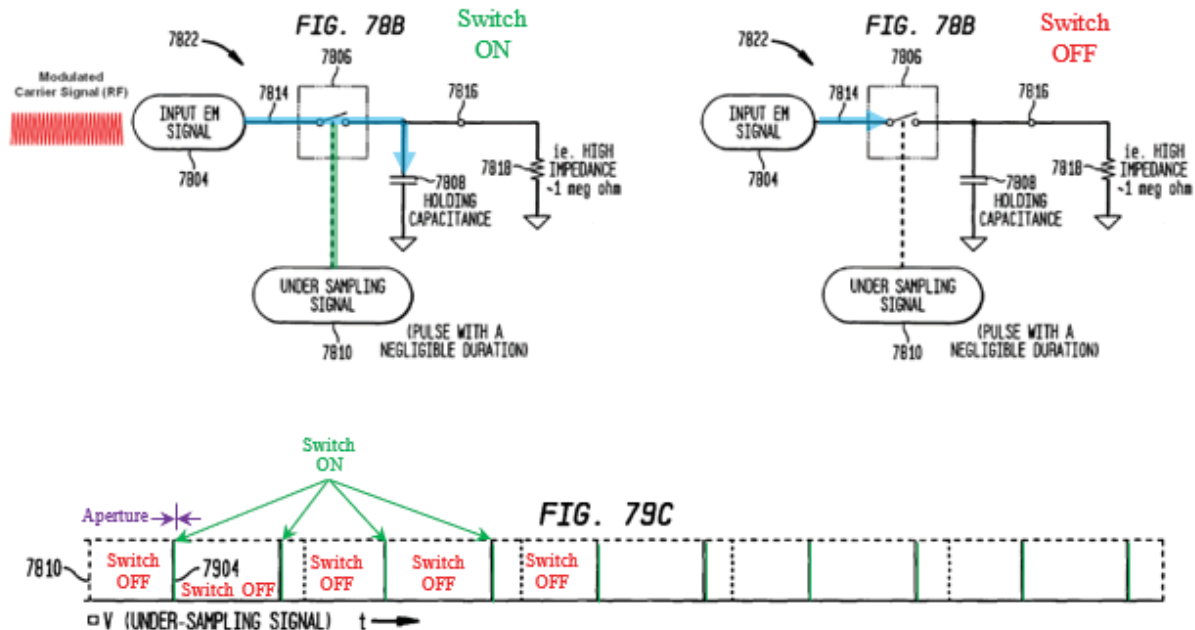 FIG. 78B
Switch
ON
7822
7806
Modulated
Carrier Signal (RF)
INPUT EM
SIGNAL
7804
7814
7816
7808
HOLDING
CAPACITANCE
7818
ie. HIGH
IMPEDANCE
~1 meg ohm
UNDER SAMPLING
SIGNAL
7810
(PULSE WITH A
NEGLIGIBLE DURATION)
FIG. 78B
Switch
OFF
7822
7806
INPUT EM
SIGNAL
7804
7814
7816
7808
HOLDING
CAPACITANCE
7818
ie. HIGH
IMPEDANCE
~1 meg ohm
UNDER SAMPLING
SIGNAL
7810
(PULSE WITH A
NEGLIGIBLE DURATION)
Switch
ON
Aperture
FIG. 79C
7810
Switch
OFF
7904
Switch OFF
Switch
OFF
Switch
OFF
Switch
OFF
V (UNDER-SAMPLING SIGNAL) t